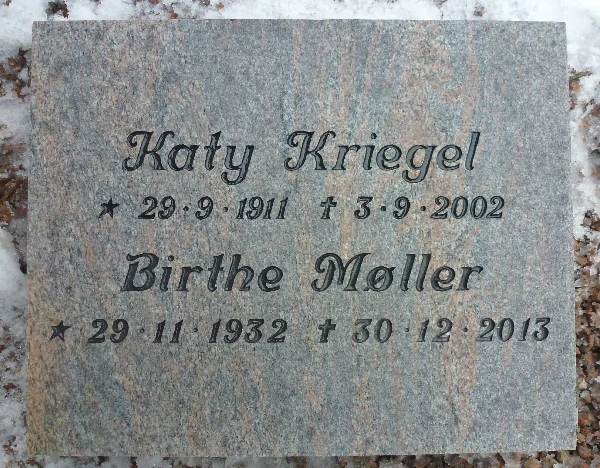 Katy Kriegel
★ 29·9·1911 † 3·9·2002
Birthe Møller
★ 29·11·1932 † 30·12·2013